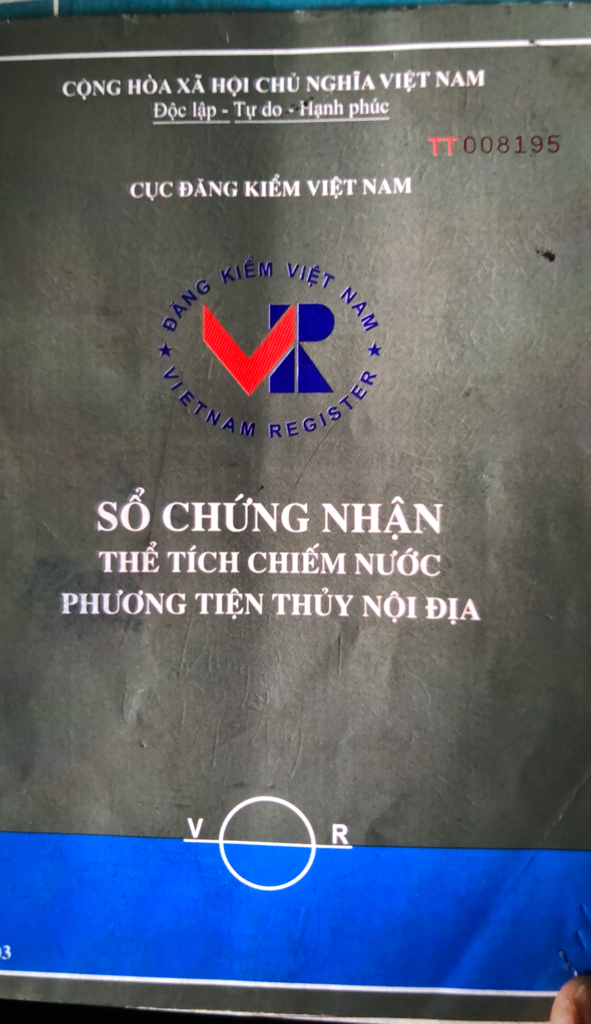 CỘNG HÒA XÃ HỘI CHỦ NGHĨA VIỆT NAM
Độc lập - Tự do - Hạnh phúc
TT 008195
CỤC ĐĂNG KIỂM VIỆT NAM
★ ĐĂNG KIỂM VIỆT NAM ★
VR
VIETNAM REGISTER
SỔ CHỨNG NHẬN
THỂ TÍCH CHIẾM NƯỚC
PHƯƠNG TIỆN THỦY NỘI ĐỊA
V R